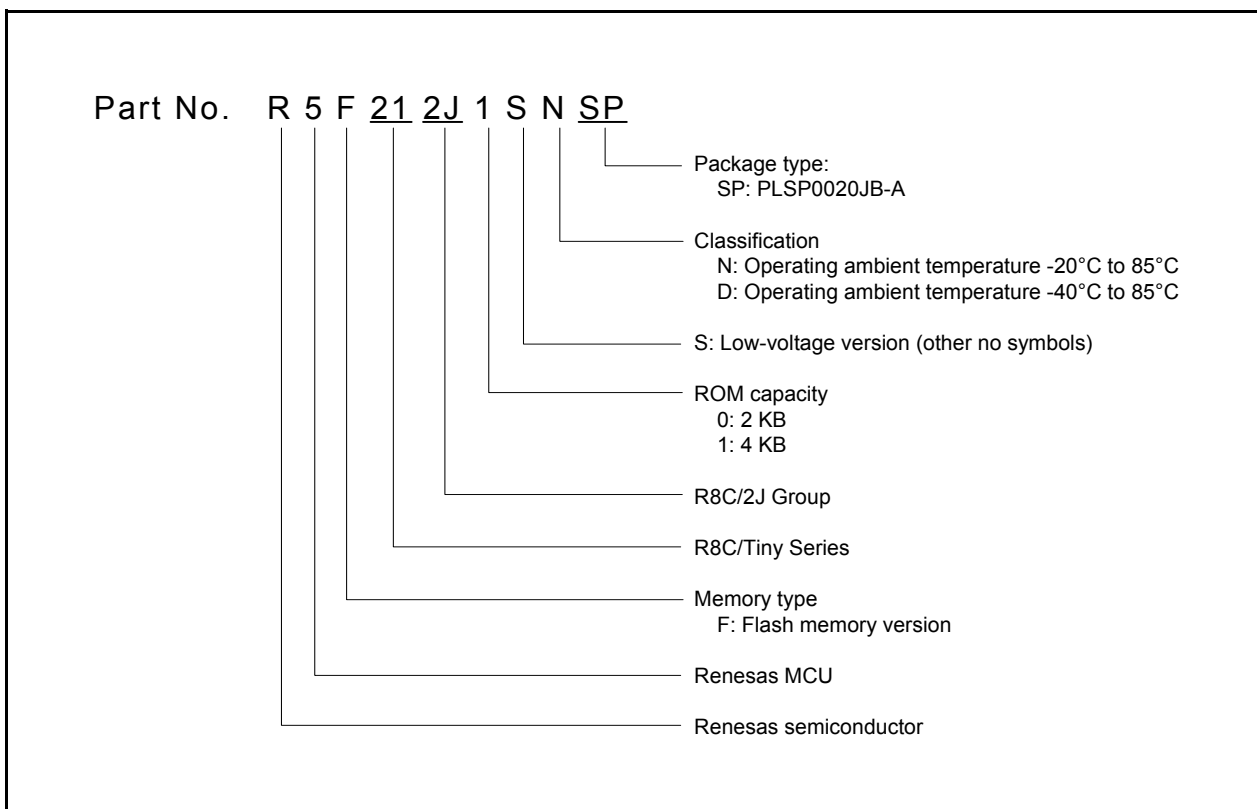 Part No. R 5 F 21 2J 1 S N SP
Package type:
SP: PLSP0020JB-A
Classification
N: Operating ambient temperature -20°C to 85°C
D: Operating ambient temperature -40°C to 85°C
S: Low-voltage version (other no symbols)
ROM capacity
0: 2 KB
1: 4 KB
R8C/2J Group
R8C/Tiny Series
Memory type
F: Flash memory version
Renesas MCU
Renesas semiconductor